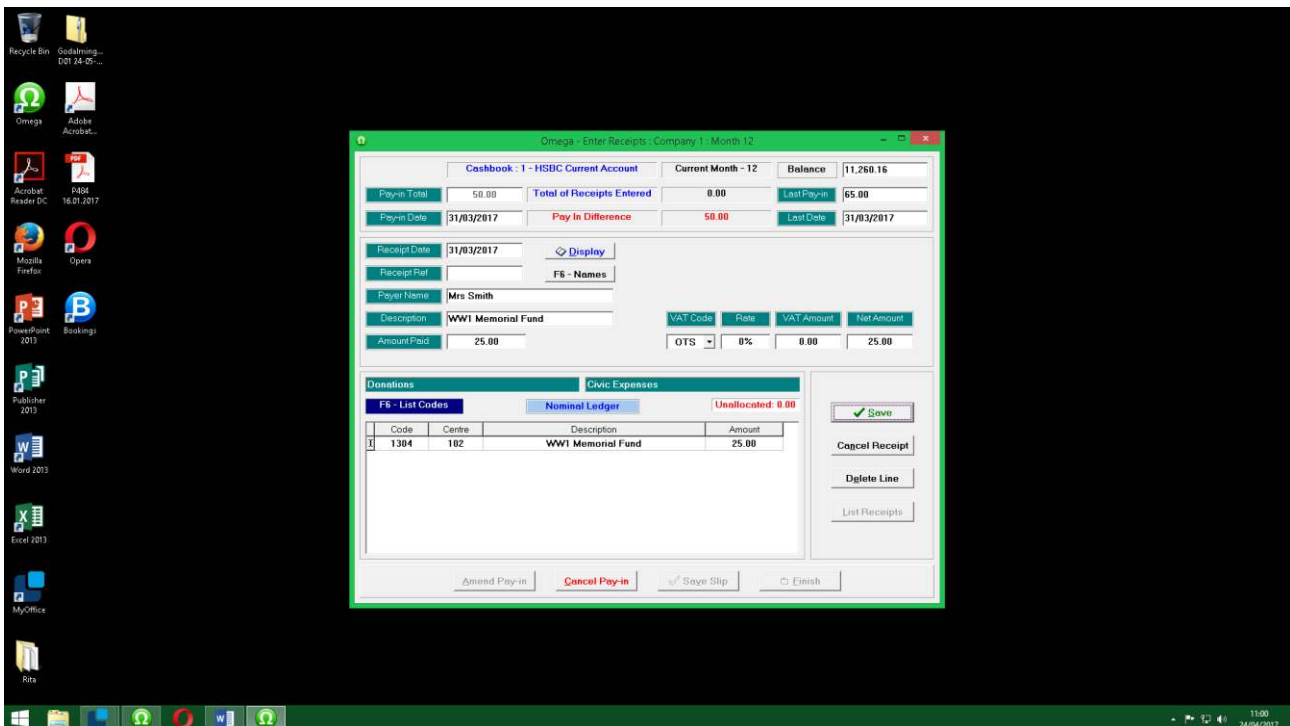 Recycle Bin
Godalming...
D01 24-05-...
Omega
Adobe
Acrobat...
Acrobat
Reader DC
PDF
P484
16.01.2017
Mozilla
Firefox
Opera
PowerPoint
2013
Bookings
Publisher
2013
Word 2013
Excel 2013
MyOffice
Rita
Omega - Enter Receipts : Company 1 : Month 12
Cashbook : 1 - HSBC Current Account Current Month - 12 Balance 11,260.16
Pay-in Total 50.00 Total of Receipts Entered 0.00 Last Pay-in 65.00
Pay-in Date 31/03/2017 Pay In Difference 50.00 Last Date 31/03/2017
Receipt Date 31/03/2017 Display
Receipt Ref F6 - Names
Payer Name Mrs Smith
Description WW1 Memorial Fund VAT Code Rate VAT Amount Net Amount
Amount Paid 25.00 OTS 0% 0.00 25.00
Donations Civic Expenses
F6 - List Codes Nominal Ledger Unallocated: 0.00
Code Centre Description Amount
1304 102 WW1 Memorial Fund 25.00
Save
Cancel Receipt
Delete Line
List Receipts
Amend Pay-in Cancel Pay-in Save Slip Finish
11:00
24/04/2017